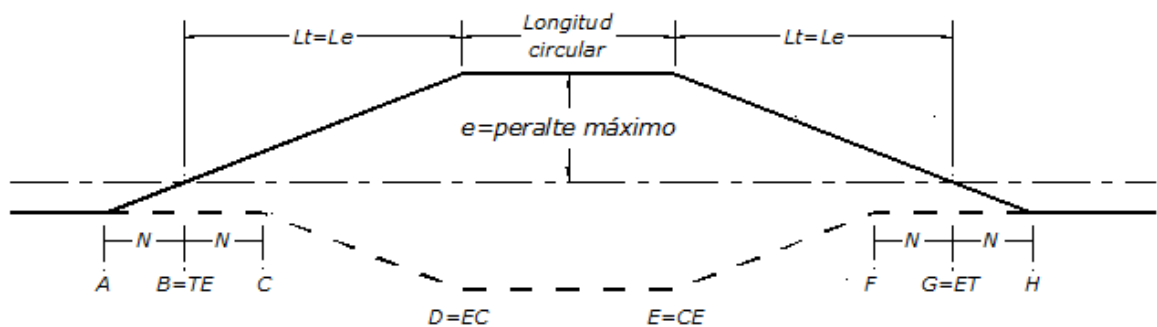 Lt=Le
Longitud
circular
Lt=Le
e=peralte máximo
N
N
N
N
A
B=TE
C
F
G=ET
H
D=EC
E=CE